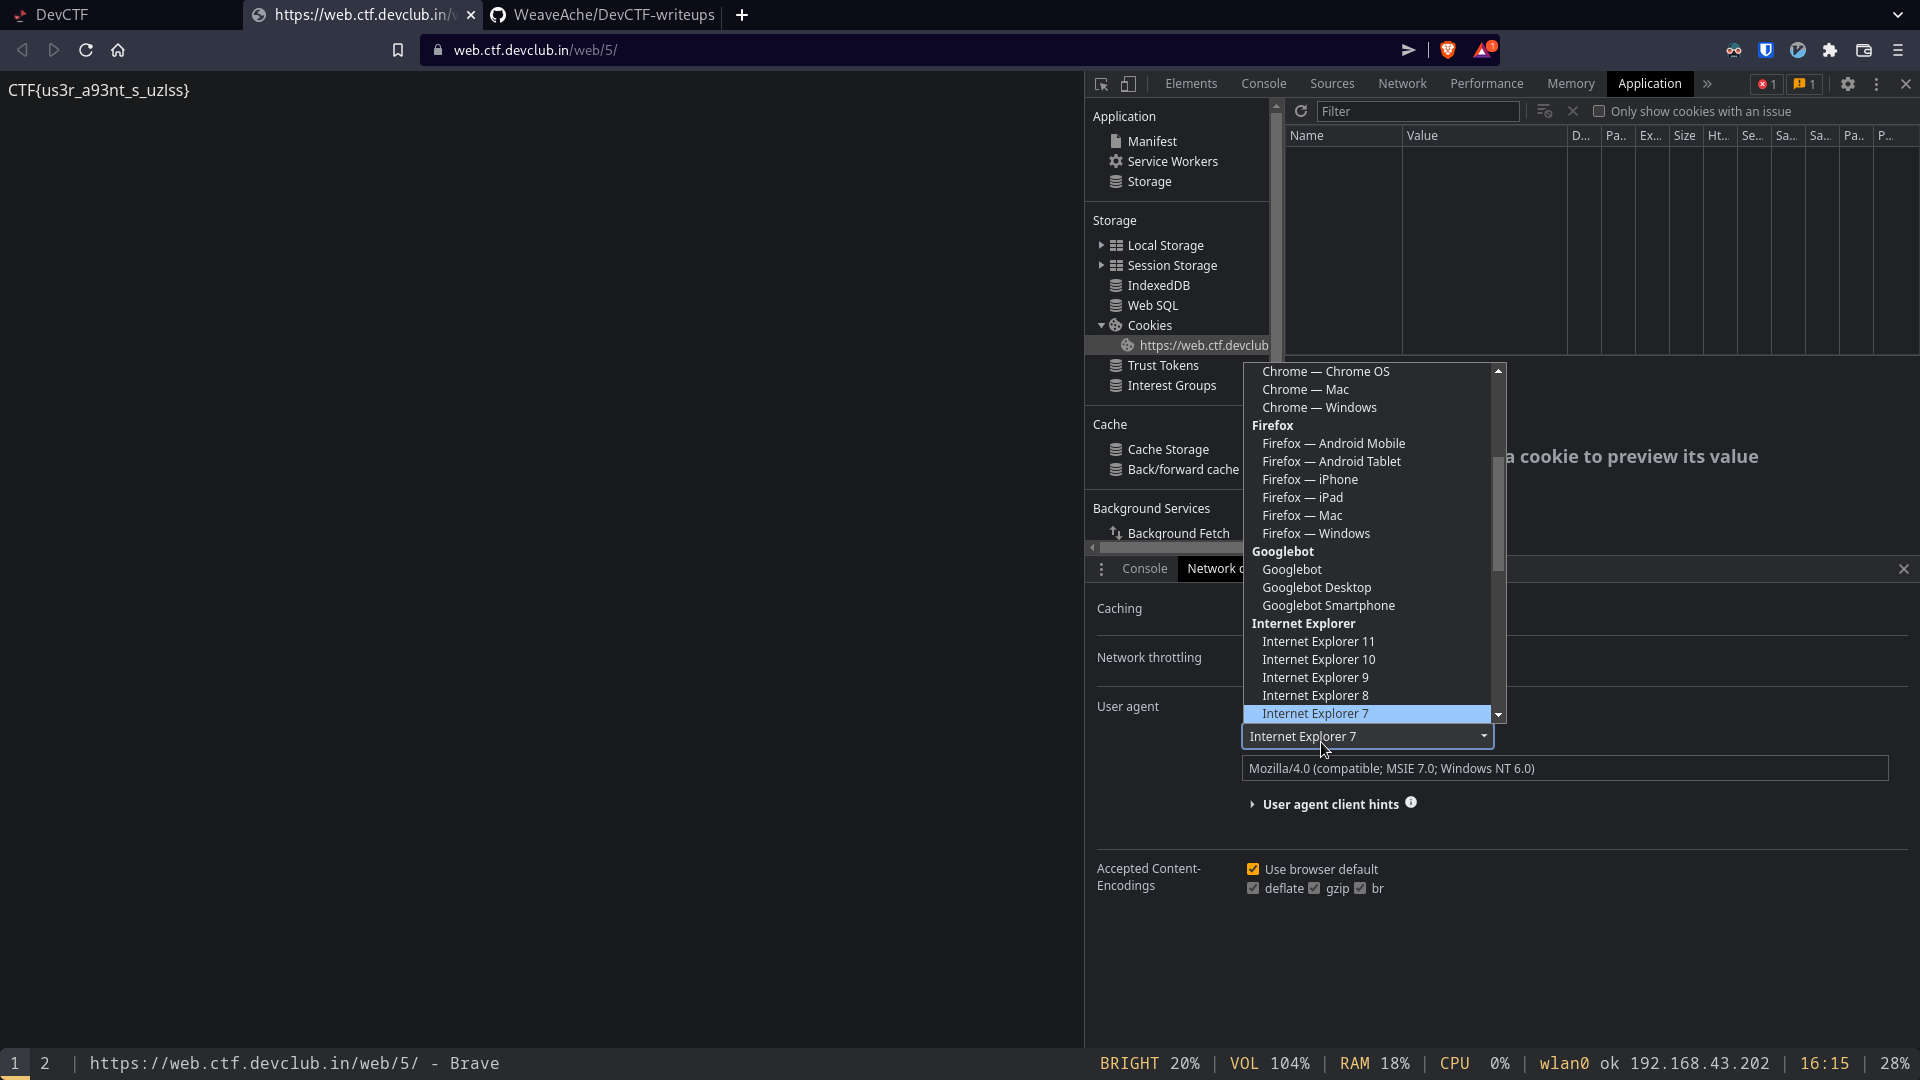 DevCTF
https://web.ctf.devclub.in/
WeaveAche/DevCTF-writeups
web.ctf.devclub.in/web/5/
1
CTF{us3r_a93nt_s_uzlss}
Elements
Console
Sources
Network
Performance
Memory
Application
1
1
Application
Manifest
Service Workers
Storage
Storage
Local Storage
Session Storage
IndexedDB
Web SQL
Cookies
https://web.ctf.devclub
Trust Tokens
Interest Groups
Cache
Cache Storage
Back/forward cache
Background Services
Background Fetch
Filter
Only show cookies with an issue
Name Value D... Pa.. Ex... Size Ht... Se... Sa... Sa... Pa.. P...
a cookie to preview its value
Chrome — Chrome OS
Chrome — Mac
Chrome — Windows
Firefox
Firefox — Android Mobile
Firefox — Android Tablet
Firefox — iPhone
Firefox — iPad
Firefox — Mac
Firefox — Windows
Googlebot
Googlebot
Googlebot Desktop
Googlebot Smartphone
Internet Explorer
Internet Explorer 11
Internet Explorer 10
Internet Explorer 9
Internet Explorer 8
Internet Explorer 7
Console
Network c
Caching
Network throttling
User agent
Internet Explorer 7
Mozilla/4.0 (compatible; MSIE 7.0; Windows NT 6.0)
User agent client hints
Accepted Content-
Encodings
Use browser default
deflate gzip br
1 2 | https://web.ctf.devclub.in/web/5/ - Brave
BRIGHT 20% | VOL 104% | RAM 18% | CPU 0% | wlan0 ok 192.168.43.202 | 16:15 | 28%